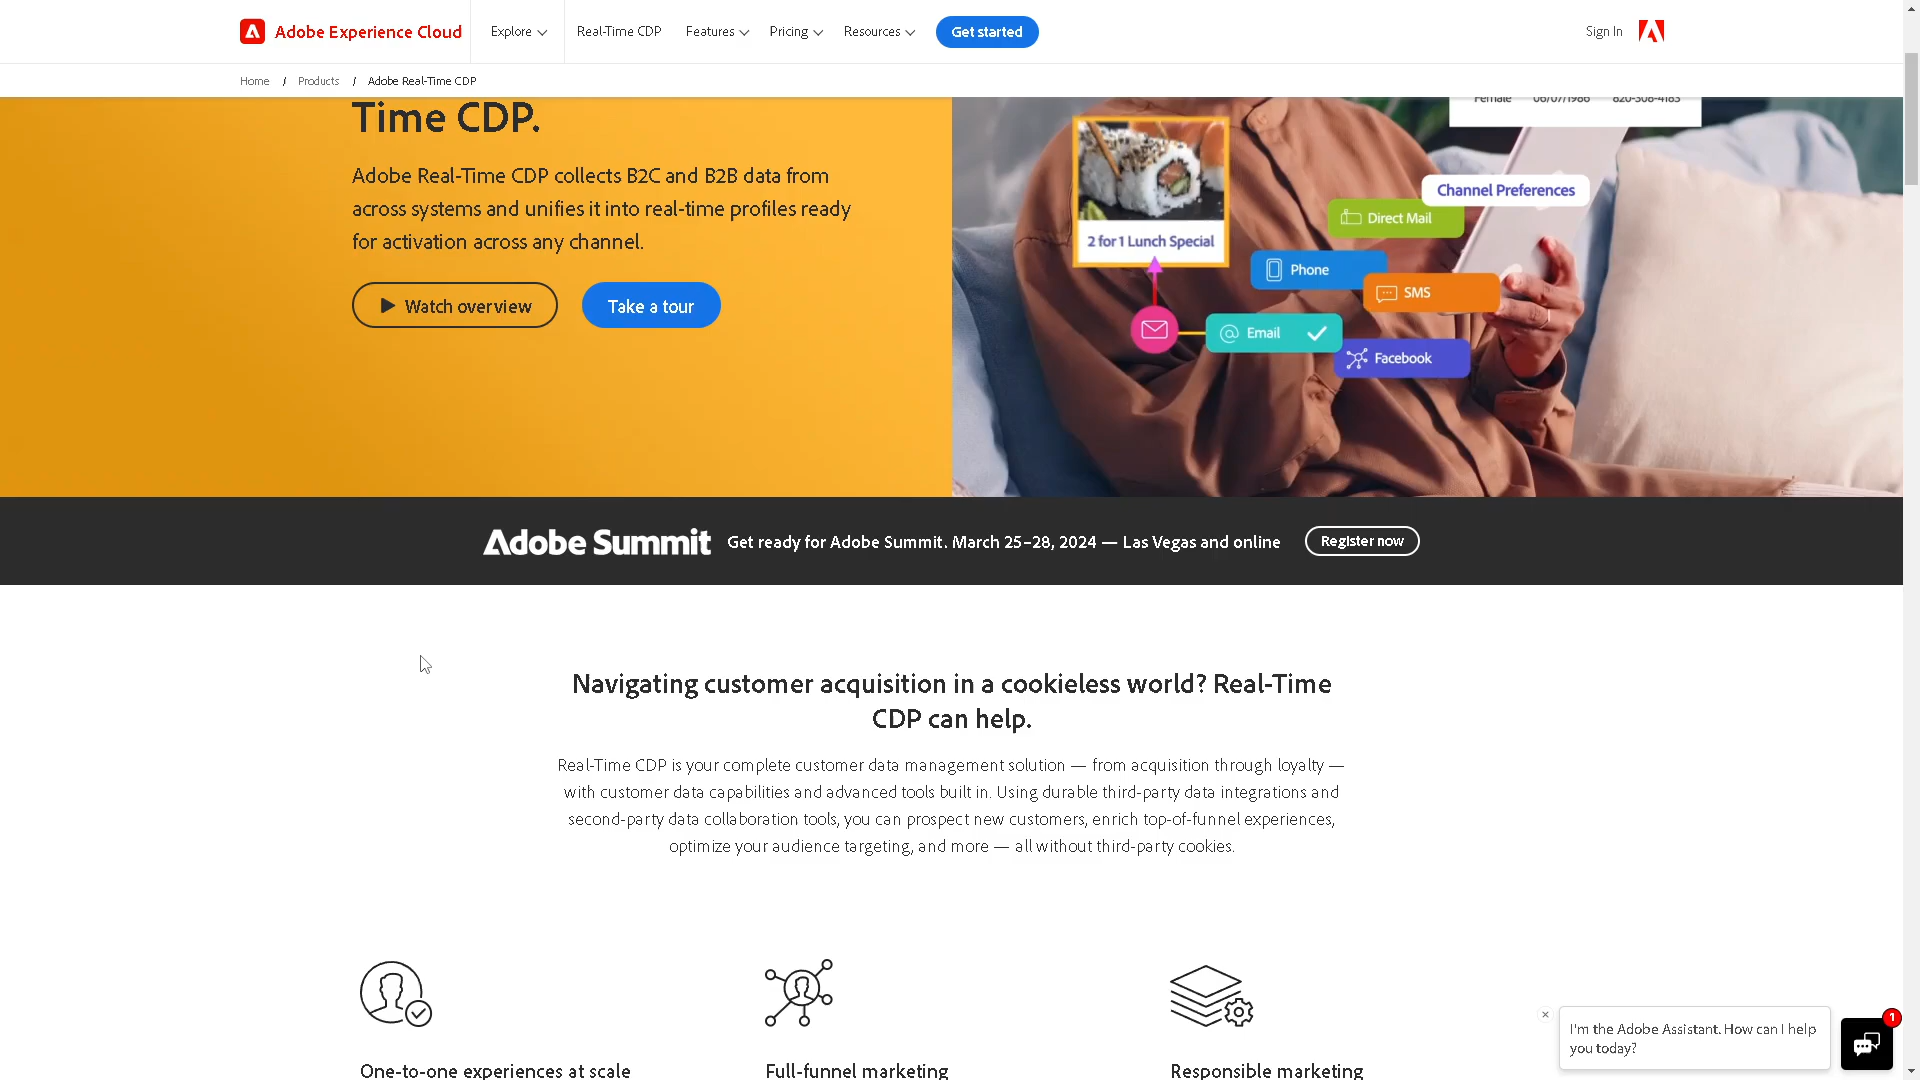 Adobe Experience Cloud
Explore
Real-Time CDP
Features
Pricing
Resources
Get started
Sign In
Home / Products / Adobe Real-Time CDP
Time CDP.
Adobe Real-Time CDP collects B2C and B2B data from
across systems and unifies it into real-time profiles ready
for activation across any channel.
Watch overview
Take a tour
Female 06/07/1986 820-308-4183
2 for 1 Lunch Special
Channel Preferences
Direct Mail
Phone
SMS
Email
Facebook
Adobe Summit
Get ready for Adobe Summit. March 25–28, 2024 — Las Vegas and online
Register now
Navigating customer acquisition in a cookieless world? Real-Time
CDP can help.
Real-Time CDP is your complete customer data management solution — from acquisition through loyalty —
with customer data capabilities and advanced tools built in. Using durable third-party data integrations and
second-party data collaboration tools, you can prospect new customers, enrich top-of-funnel experiences,
optimize your audience targeting, and more — all without third-party cookies.
One-to-one experiences at scale
Full-funnel marketing
Responsible marketing
I'm the Adobe Assistant. How can I help
you today?
1